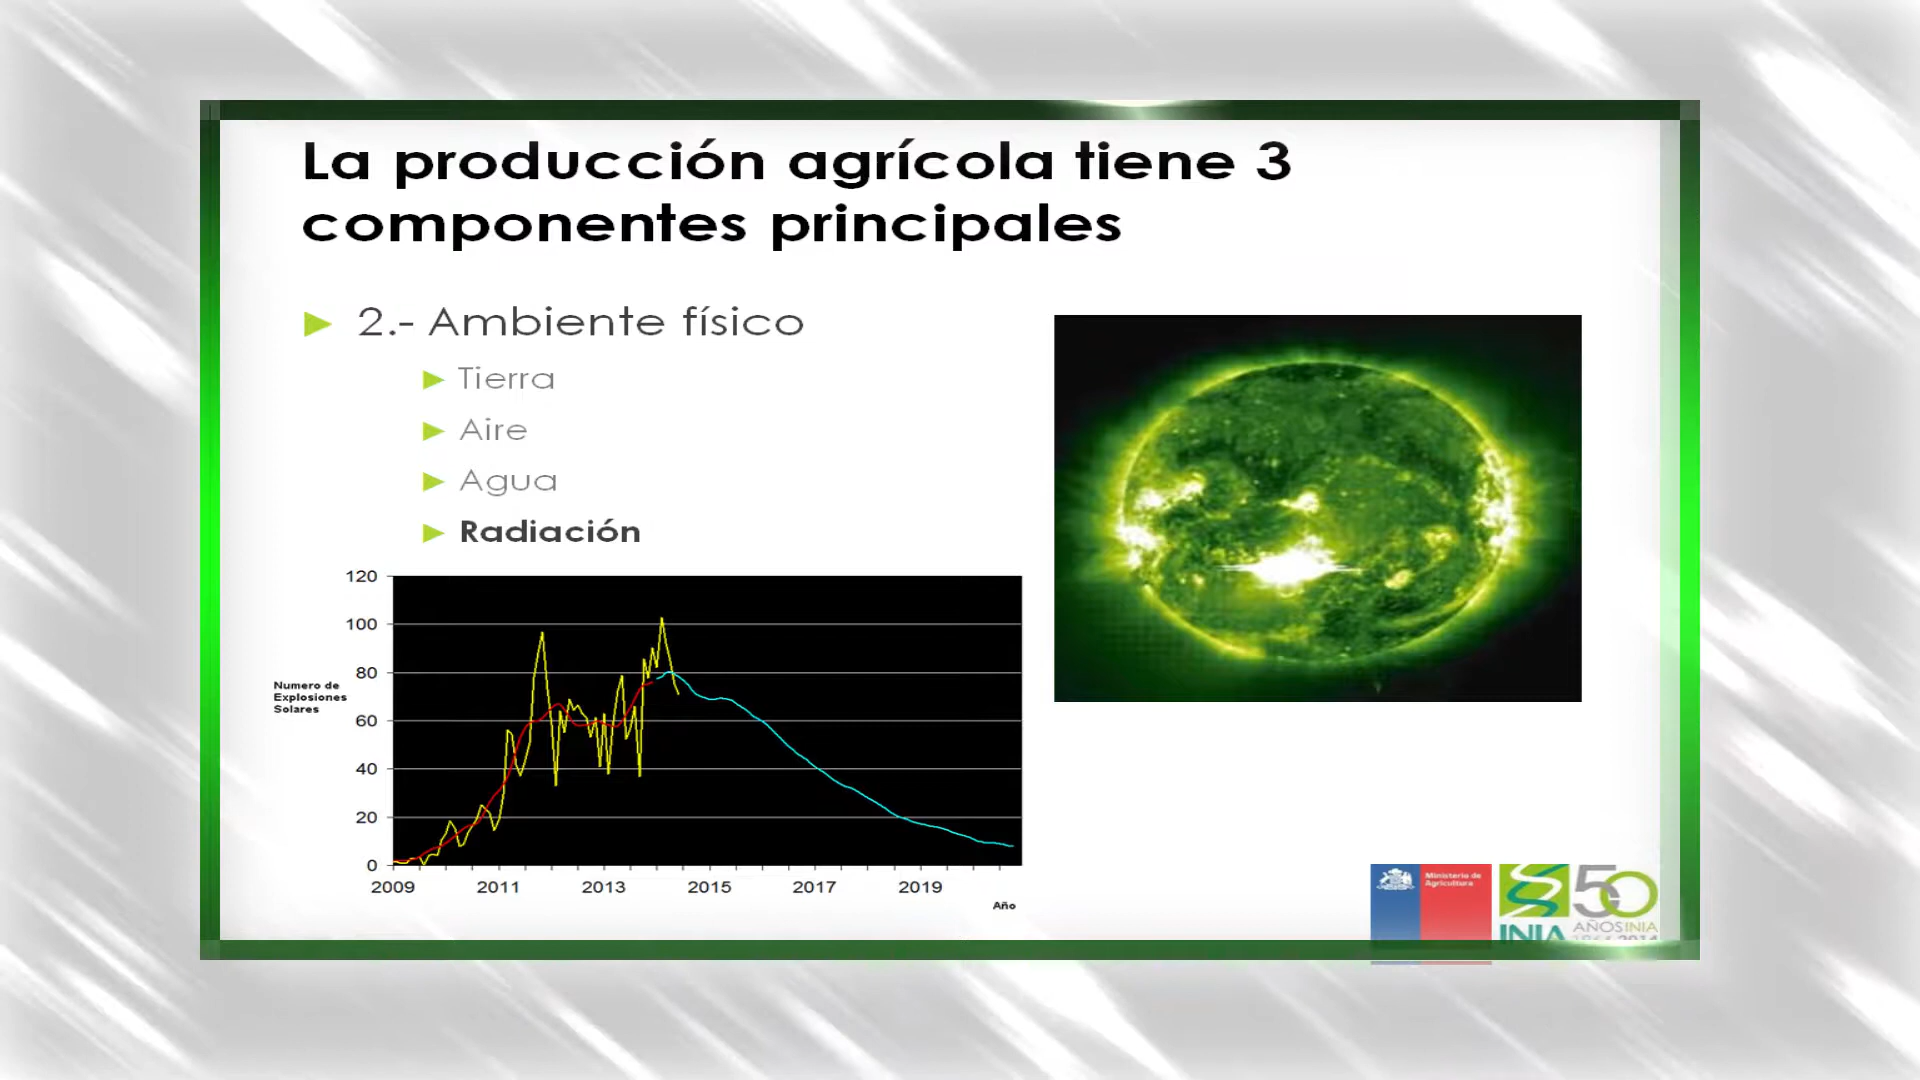 La producción agrícola tiene 3
componentes principales
2.- Ambiente físico
Tierra
Aire
Agua
Radiación
120
100
80
60
40
20
0
Numero de
Explosiones
Solares
2009 2011 2013 2015 2017 2019
Año
Ministerio de
Agricultura
INIA
50
AÑOS INIA